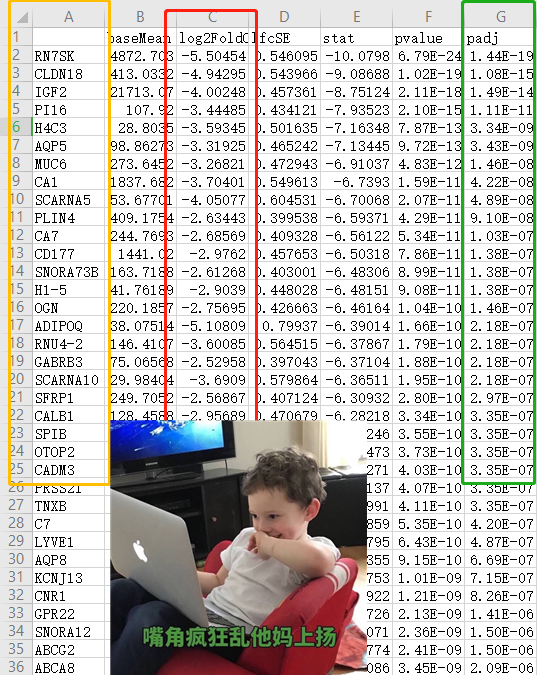 A B C D E F G
1 baseMean log2FoldC lfcSE stat pvalue padj
2 RN7SK 4872.703 -5.50454 0.546095 -10.0798 6.79E-24 1.44E-19
3 CLDN18 413.0332 -4.94295 0.543966 -9.08688 1.02E-19 1.08E-15
4 IGF2 21713.07 -4.00248 0.457361 -8.75124 2.11E-18 1.49E-14
5 PI16 107.92 -3.44485 0.434121 -7.93523 2.10E-15 1.11E-11
6 H4C3 28.8035 -3.59345 0.501635 -7.16348 7.87E-13 3.34E-09
7 AQP5 98.86273 -3.31925 0.465242 -7.13445 9.72E-13 3.43E-09
8 MUC6 273.6452 -3.26821 0.472943 -6.91037 4.83E-12 1.46E-08
9 CA1 1837.682 -3.70401 0.549613 -6.7393 1.59E-11 4.22E-08
10 SCARNA5 53.67701 -4.05077 0.604531 -6.70068 2.07E-11 4.89E-08
11 PLIN4 409.1754 -2.63443 0.399538 -6.59371 4.29E-11 9.10E-08
12 CA7 244.7693 -2.68569 0.409328 -6.56122 5.34E-11 1.03E-07
13 CD177 1441.02 -2.9762 0.457653 -6.50318 7.86E-11 1.38E-07
14 SNORA73B 163.7188 -2.61268 0.403001 -6.48306 8.99E-11 1.38E-07
15 H1-5 41.76189 -2.9039 0.448028 -6.48151 9.08E-11 1.38E-07
16 OGN 220.1857 -2.75695 0.426663 -6.46164 1.04E-10 1.46E-07
17 ADIPOQ 38.07514 -5.10809 0.79937 -6.39014 1.66E-10 2.18E-07
18 RNU4-2 146.4107 -3.60085 0.564515 -6.37867 1.79E-10 2.18E-07
19 GABRB3 75.06568 -2.52958 0.397043 -6.37104 1.88E-10 2.18E-07
20 SCARNA10 29.98404 -3.6909 0.579864 -6.36511 1.95E-10 2.18E-07
21 SFRP1 249.7052 -2.56867 0.407124 -6.30932 2.80E-10 2.97E-07
22 CALB1 128.4588 -2.95689 0.470679 -6.28218 3.34E-10 3.35E-07
23 SPIB 246 3.55E-10 3.35E-07
24 OTOP2 473 3.73E-10 3.35E-07
25 CADM3 271 4.03E-10 3.35E-07
26 PRSS21 137 4.07E-10 3.35E-07
27 TNXB 991 4.11E-10 3.35E-07
28 C7 859 5.35E-10 4.20E-07
29 LYVE1 795 6.43E-10 4.87E-07
30 AQP8 355 9.15E-10 6.69E-07
31 KCNJ13 753 1.01E-09 7.15E-07
32 CNR1 922 1.21E-09 8.26E-07
33 GPR22 726 2.13E-09 1.41E-06
34 SNORA12 071 2.36E-09 1.50E-06
35 ABCG2 774 2.41E-09 1.50E-06
36 ABCA8 086 3.45E-09 2.09E-06
嘴角疯狂乱他妈上扬